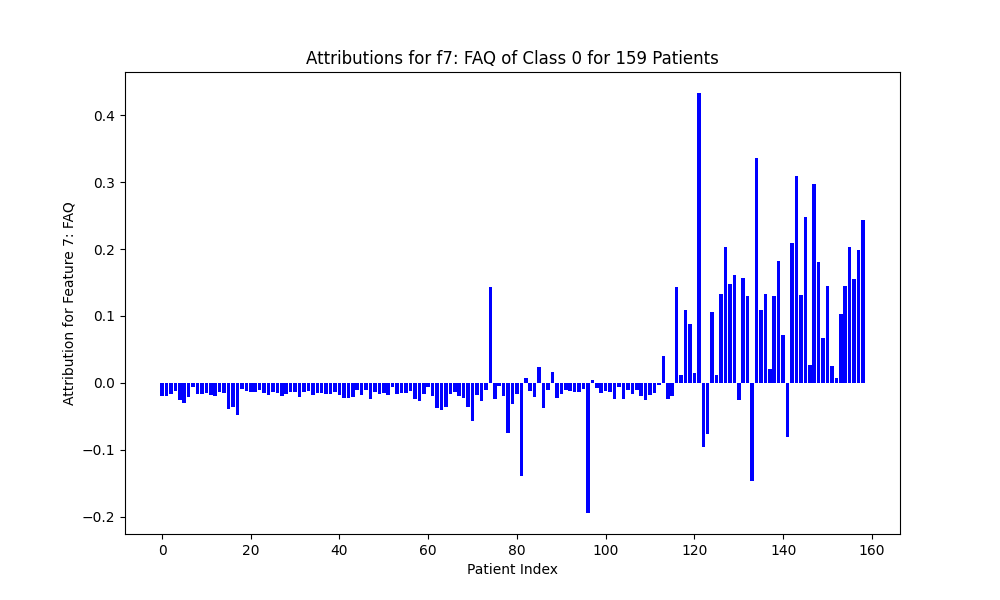 Attributions for f7: FAQ of Class 0 for 159 Patients
Attribution for Feature 7: FAQ
0.4
0.3
0.2
0.1
0.0
−0.1
−0.2
0 20 40 60 80 100 120 140 160
Patient Index